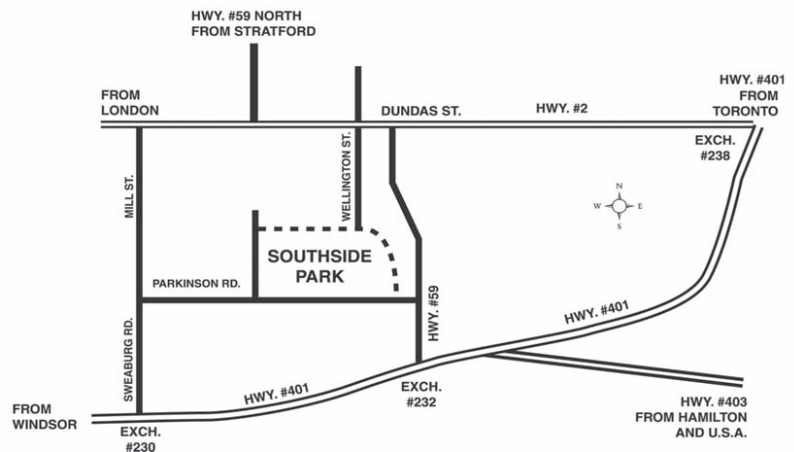 HWY. #59 NORTH
FROM STRATFORD
HWY. #401
FROM
TORONTO
FROM
LONDON
DUNDAS ST.
HWY. #2
EXCH.
#238
MILL ST.
WELLINGTON ST.
N
W E
S
SOUTHSIDE
PARK
PARKINSON RD.
HWY. #59
HWY. #401
SWEABURG RD.
HWY. #401
EXCH.
#232
HWY. #403
FROM HAMILTON
AND U.S.A.
FROM
WINDSOR
EXCH.
#230